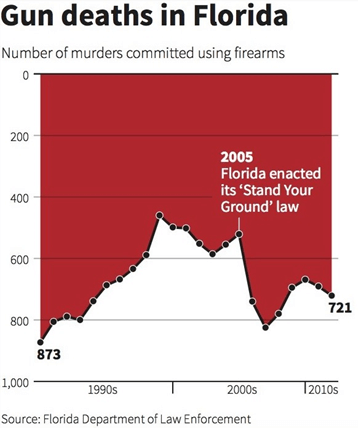 Gun deaths in Florida
Number of murders committed using firearms
0
200
400
600
800
1,000
2005
Florida enacted
its ‘Stand Your
Ground’ law
873
721
1990s
2000s
2010s
Source: Florida Department of Law Enforcement